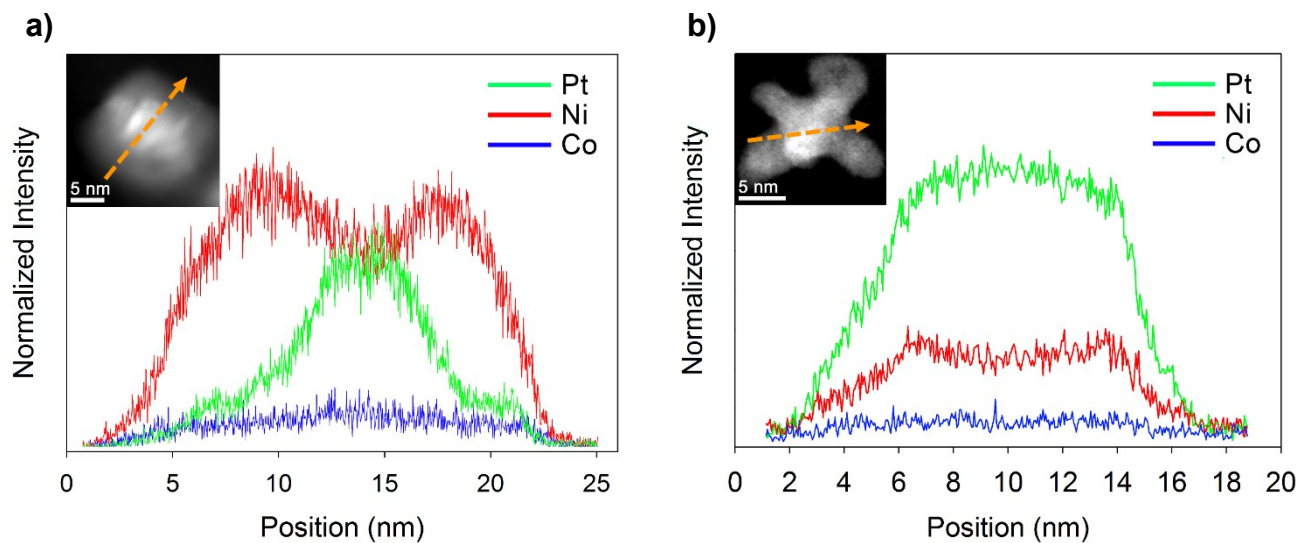 a)
5 nm
Pt
Ni
Co
Normalized Intensity
0 5 10 15 20 25
Position (nm)
b)
5 nm
Pt
Ni
Co
Normalized Intensity
0 2 4 6 8 10 12 14 16 18 20
Position (nm)